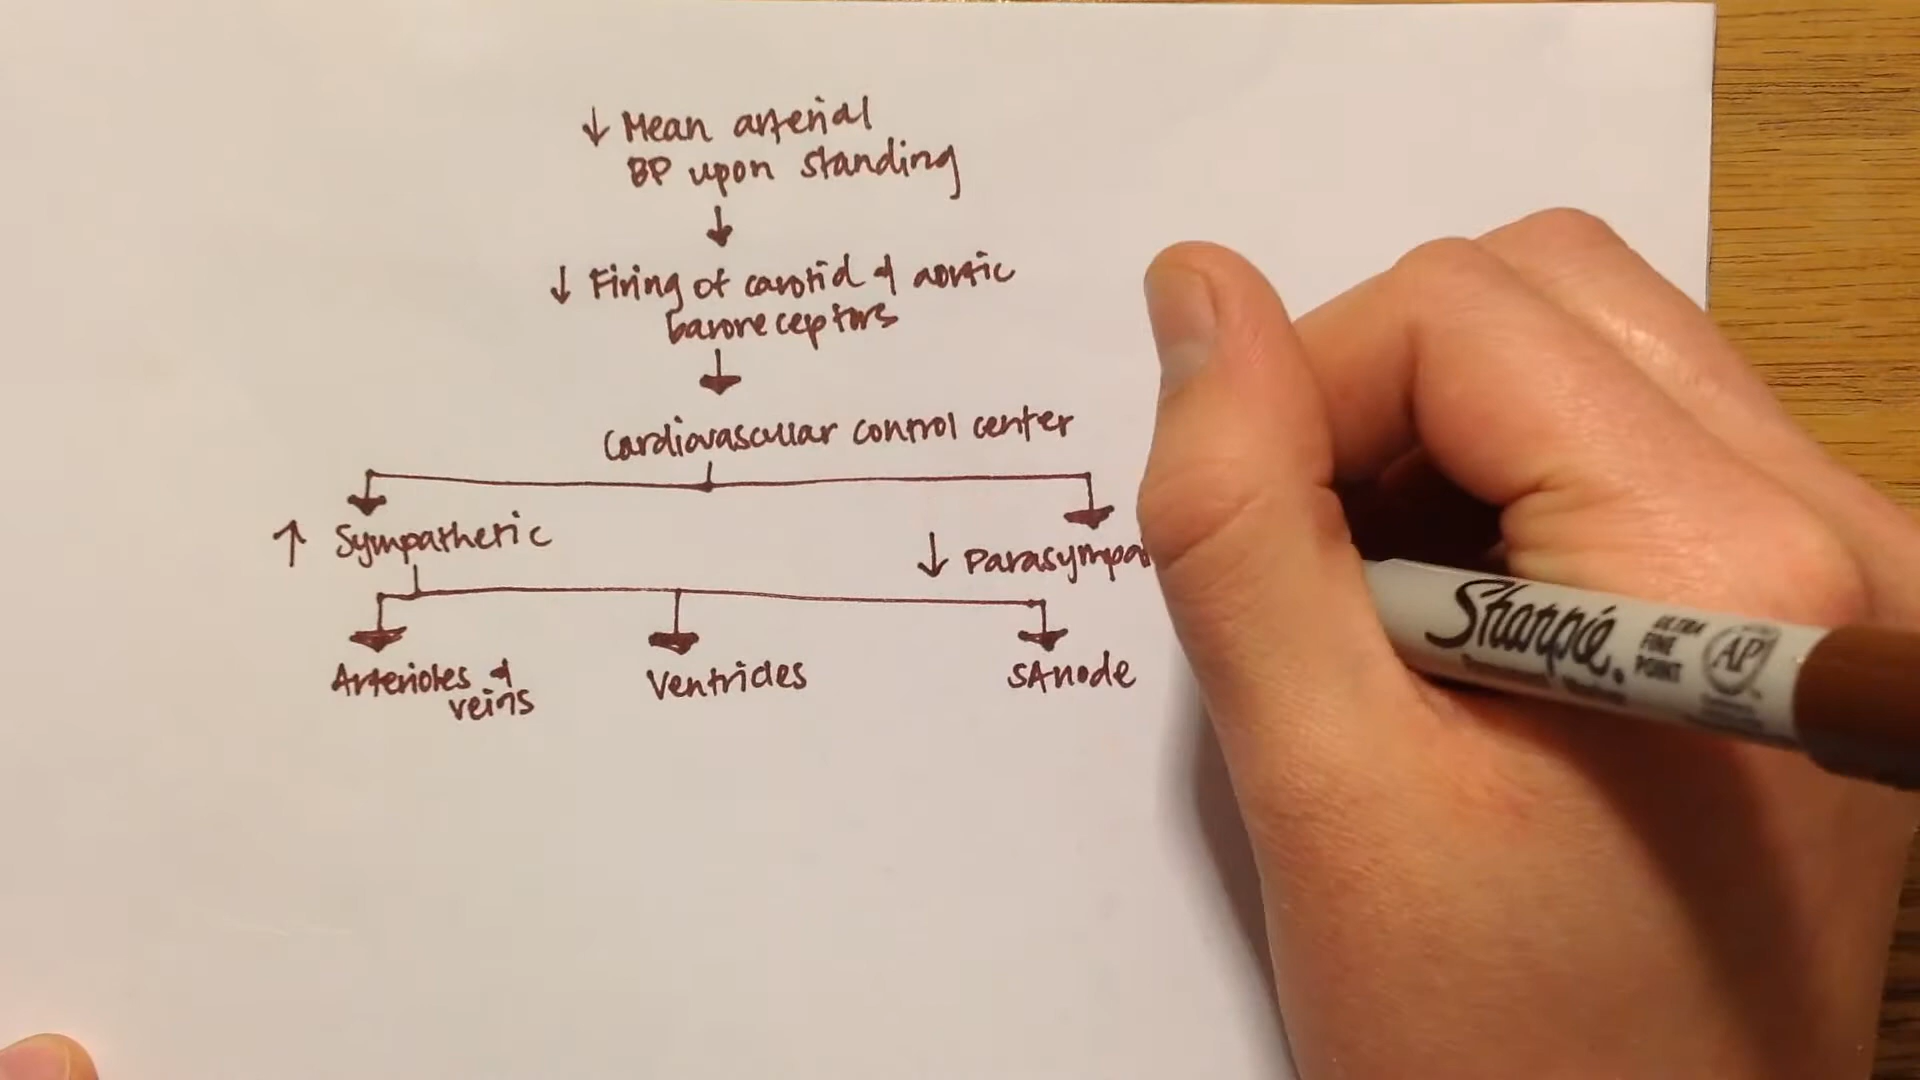 ↓ Mean arterial
BP upon standing
↓ Firing of carotid & aortic
baroreceptors
Cardiovascular control center
↑ Sympathetic
↓ Parasympa
Arterioles &
veins
Ventricles
SA node
Sharpie.
ULTRA
FINE
POINT
AP